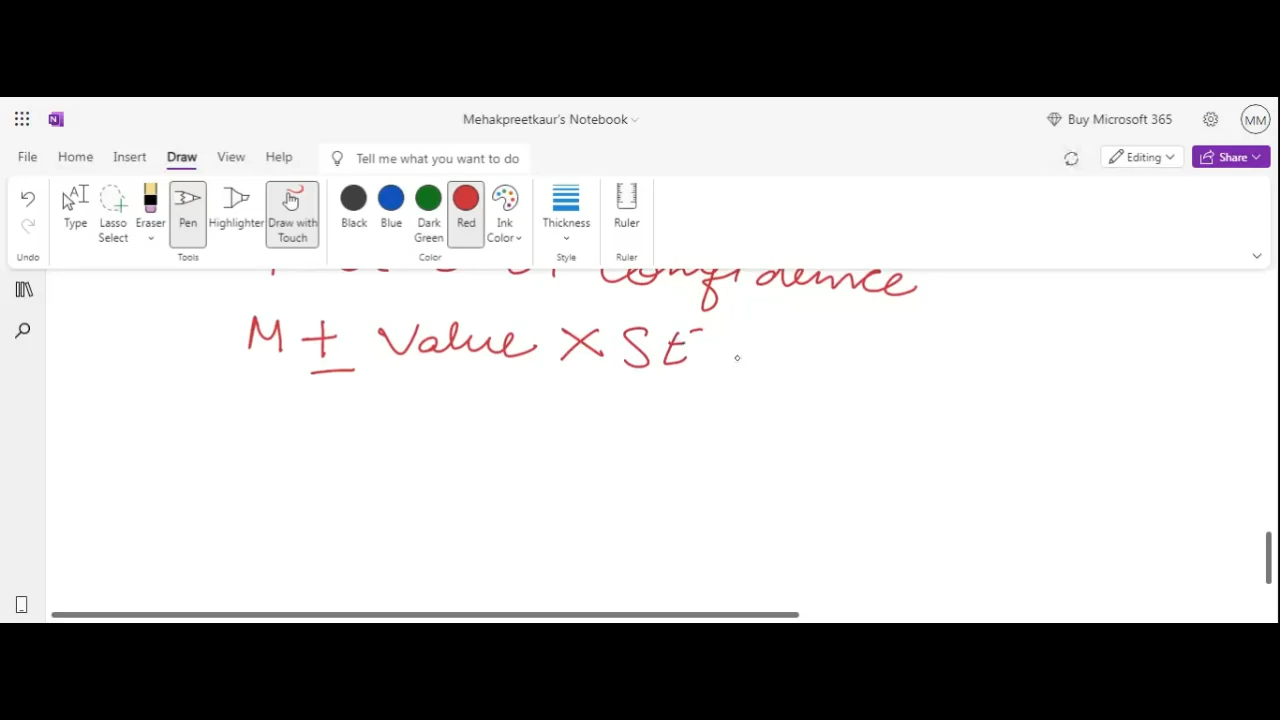 Mehakpreetkaur's Notebook
Buy Microsoft 365
MM
File Home Insert Draw View Help Tell me what you want to do Editing Share
Type Lasso Select Eraser Pen Highlighter Draw with Touch Black Blue Dark Green Red Ink Color Thickness Ruler
Undo Tools Color Style Ruler
confidence
M ± Value × SE